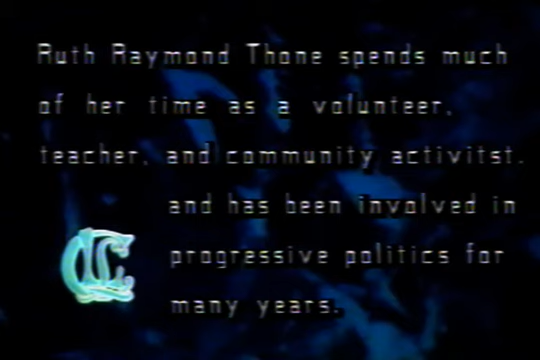 Ruth Raymond Thone spends much
of her time as a volunteer,
teacher, and community activitst,
and has been involved in
progressive politics for
many years.